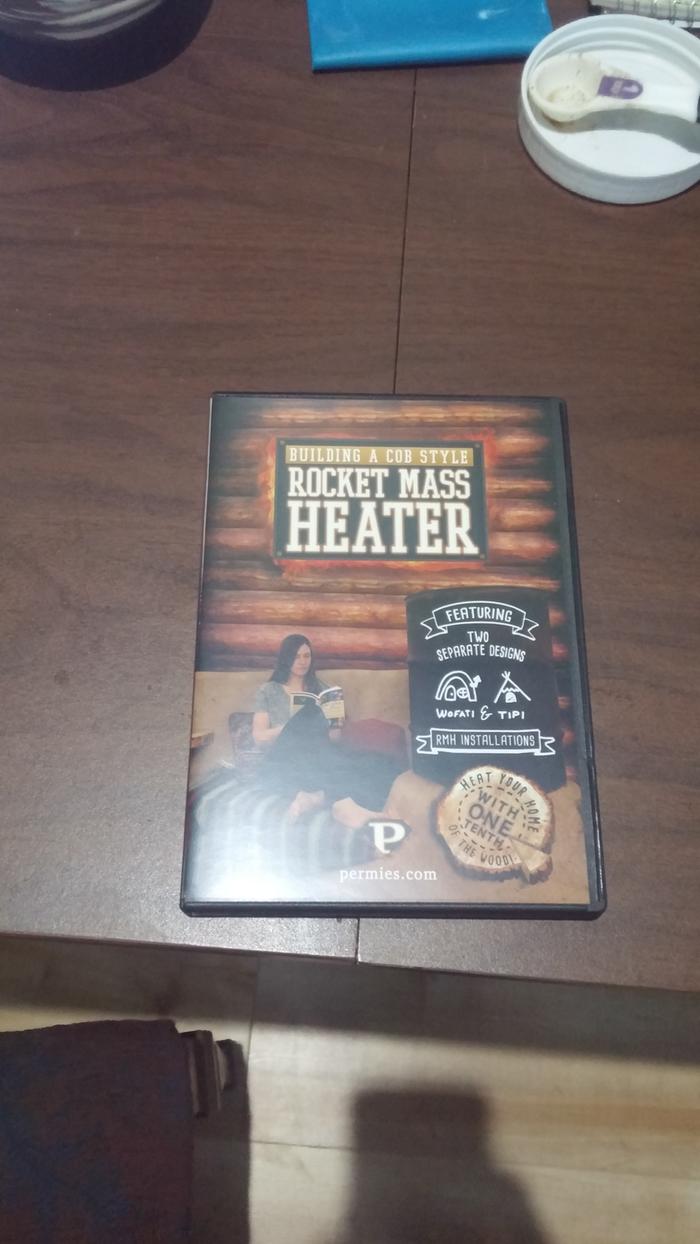 BUILDING A COB STYLE
ROCKET MASS
HEATER
FEATURING
TWO
SEPARATE DESIGNS
WOFATI & TIPI
RMH INSTALLATIONS
HEAT YOUR HOME
WITH
ONE
TENTH
OF THE WOOD!
P
permies.com